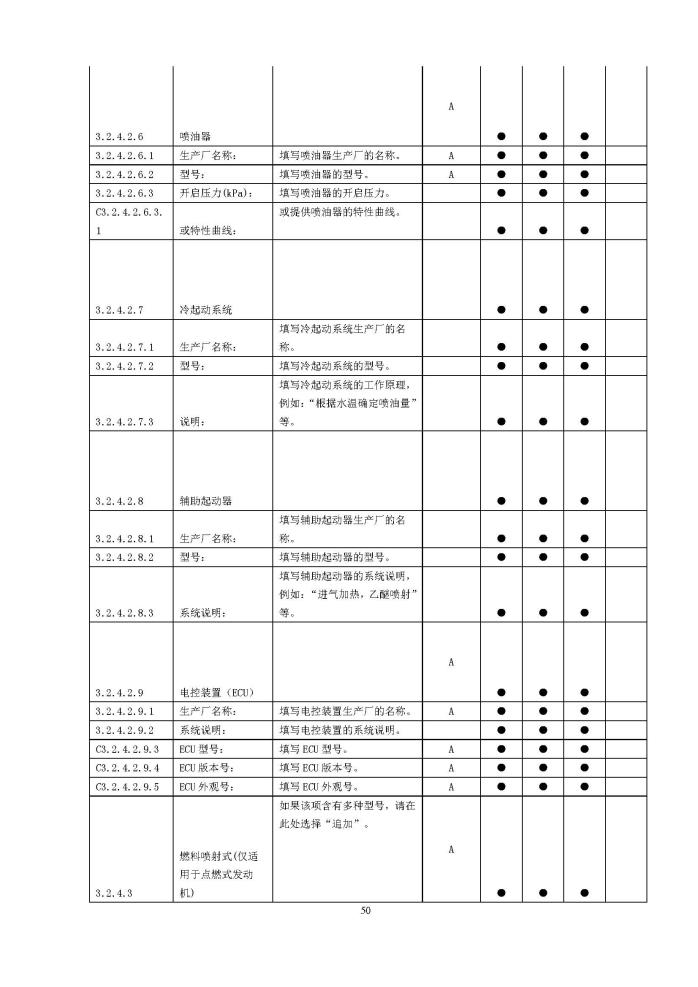 A
3.2.4.2.6 喷油器 ● ● ●
3.2.4.2.6.1 生产厂名称： 填写喷油器生产厂的名称。 A ● ● ●
3.2.4.2.6.2 型号： 填写喷油器的型号。 A ● ● ●
3.2.4.2.6.3 开启压力(kPa)： 填写喷油器的开启压力。 ● ● ●
C3.2.4.2.6.3. 或提供喷油器的特性曲线。
1 或特性曲线： ● ● ●
3.2.4.2.7 冷起动系统 ● ● ●
填写冷起动系统生产厂的名
3.2.4.2.7.1 生产厂名称： 称。 ● ● ●
3.2.4.2.7.2 型号： 填写冷起动系统的型号。 ● ● ●
填写冷起动系统的工作原理，
例如：“根据水温确定喷油量”
3.2.4.2.7.3 说明： 等。 ● ● ●
3.2.4.2.8 辅助起动器 ● ● ●
填写辅助起动器生产厂的名
3.2.4.2.8.1 生产厂名称： 称。 ● ● ●
3.2.4.2.8.2 型号： 填写辅助起动器的型号。 ● ● ●
填写辅助起动器的系统说明，
例如：“进气加热，乙醚喷射”
3.2.4.2.8.3 系统说明： 等。 ● ● ●
A
3.2.4.2.9 电控装置（ECU） ● ● ●
3.2.4.2.9.1 生产厂名称： 填写电控装置生产厂的名称。 A ● ● ●
3.2.4.2.9.2 系统说明： 填写电控装置的系统说明。 ● ● ●
C3.2.4.2.9.3 ECU 型号： 填写 ECU 型号。 A ● ● ●
C3.2.4.2.9.4 ECU 版本号： 填写 ECU 版本号。 A ● ● ●
C3.2.4.2.9.5 ECU 外观号： 填写 ECU 外观号。 A ● ● ●
如果该项含有多种型号，请在
此处选择“追加”。
A
燃料喷射式(仅适
用于点燃式发动
3.2.4.3 机) ● ● ●
50